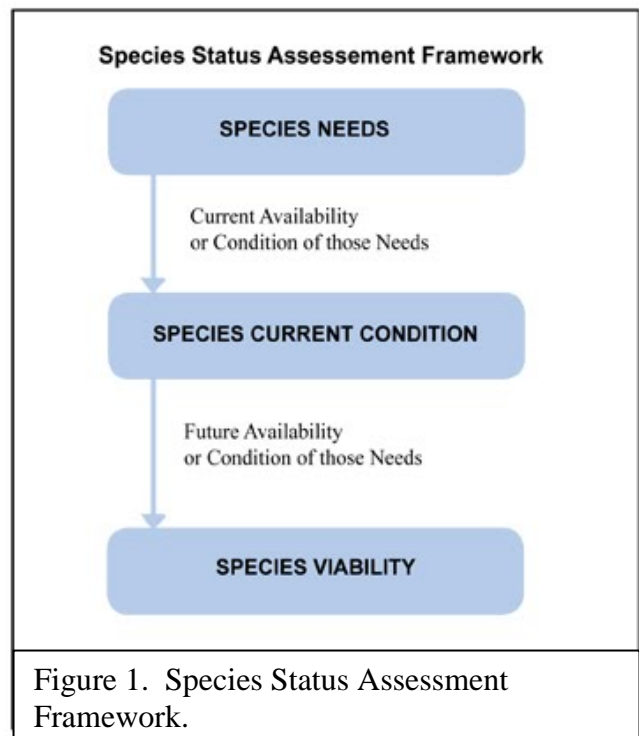 Species Status Assessement Framework
SPECIES NEEDS
Current Availability
or Condition of those Needs
SPECIES CURRENT CONDITION
Future Availability
or Condition of those Needs
SPECIES VIABILITY
Figure 1.  Species Status Assessment
Framework.